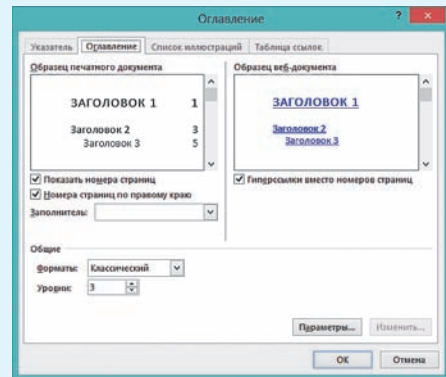 Оглавление
? x
Указатель Оглавление Список иллюстраций Таблица ссылок
Образец печатного документа
ЗАГОЛОВОК 1 1
Заголовок 2 3
Заголовок 3 5
Показать номера страниц
Номера страниц по правому краю
Заполнитель:
Образец веб-документа
ЗАГОЛОВОК 1
Заголовок 2
Заголовок 3
Гиперссылки вместо номеров страниц
Общие
Форматы: Классический
Уровни: 3
Параметры... Изменить...
ОК Отмена